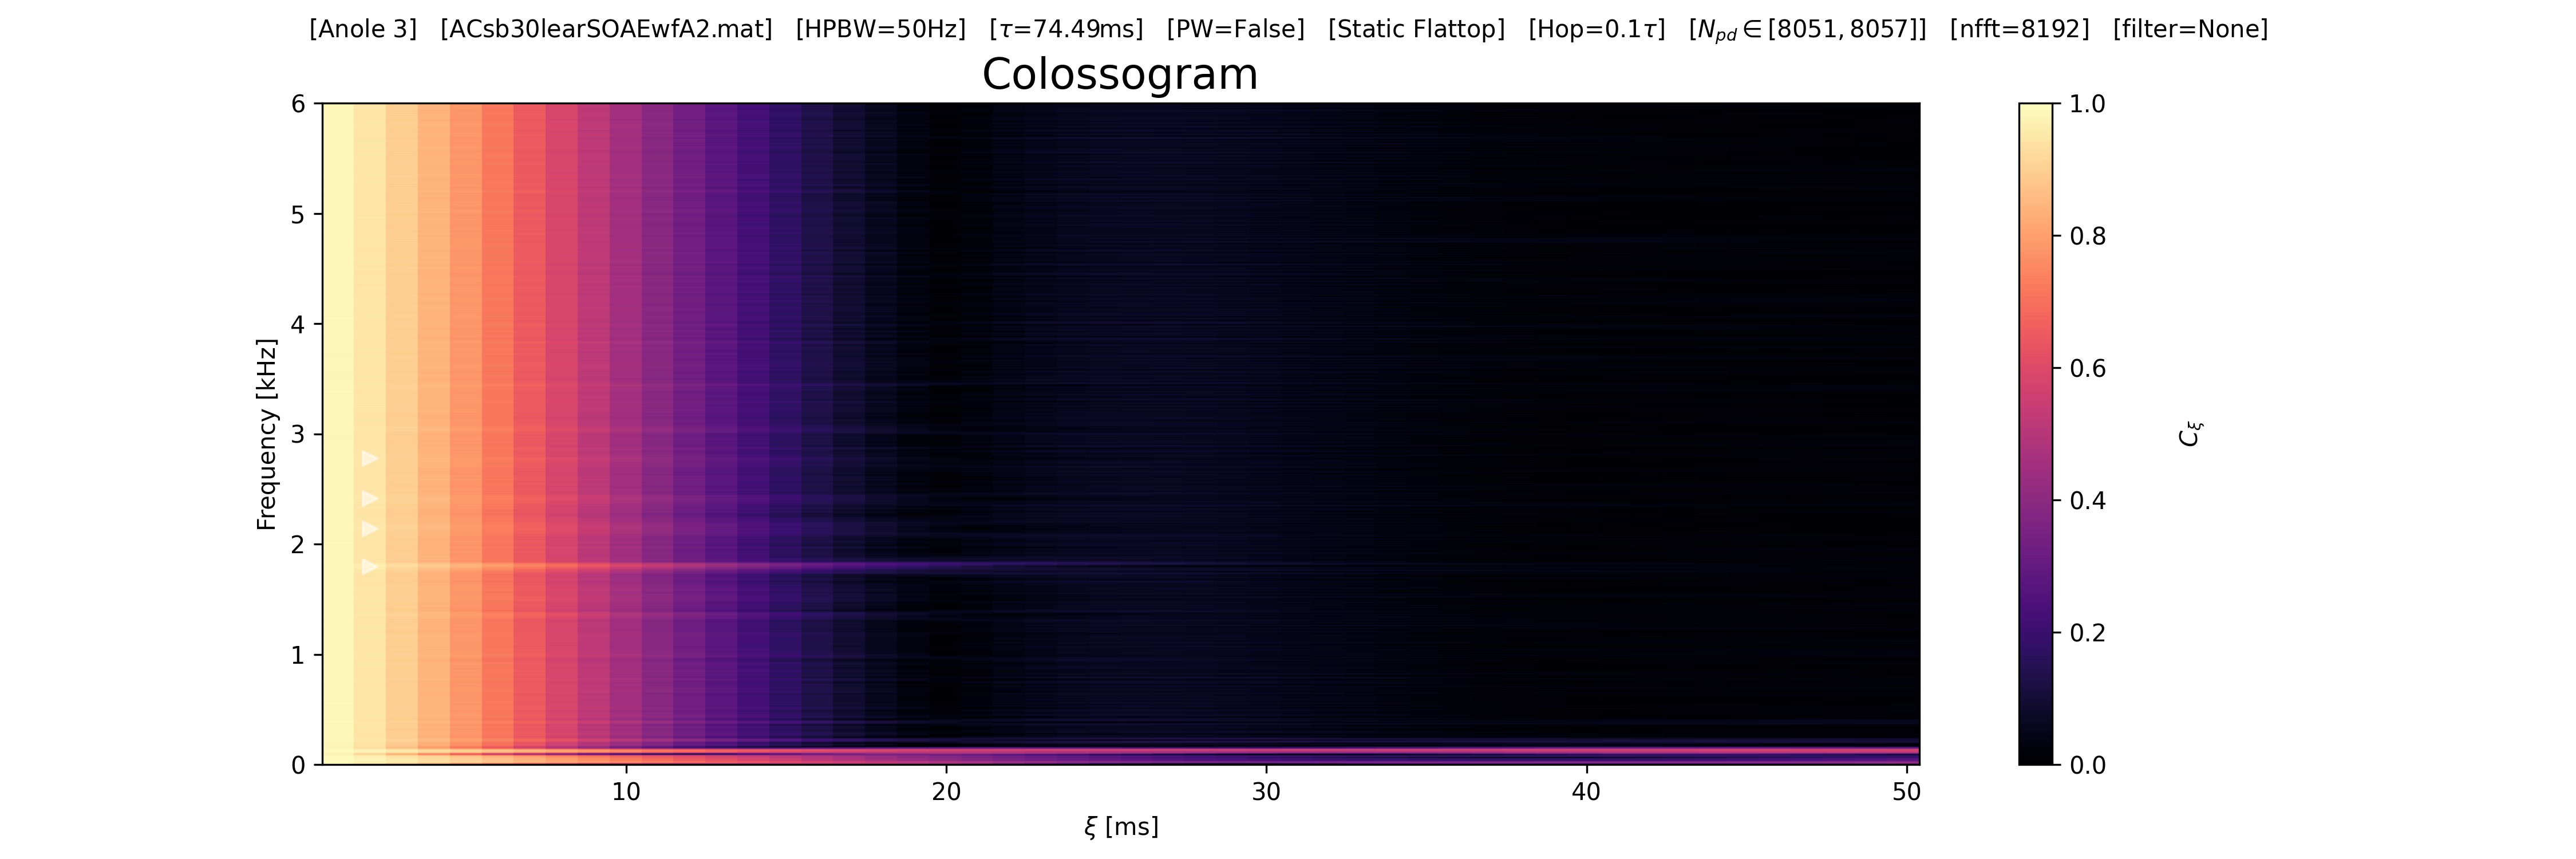 [Anole 3] [ACsb30learSOAEwfA2.mat] [HPBW=50Hz] [τ=74.49ms] [PW=False] [Static Flattop] [Hop=0.1τ] [N_pd ∈ [8051, 8057]] [nfft=8192] [filter=None]
Colossogram
Frequency [kHz]
6
5
4
3
2
1
0
10 20 30 40 50
ξ [ms]
1.0
0.8
0.6
0.4
0.2
0.0
C_ξ